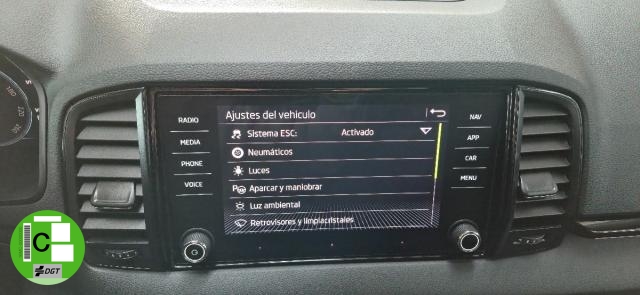 RADIO
MEDIA
PHONE
VOICE
Ajustes del vehículo
Sistema ESC: Activado
Neumáticos
Luces
Aparcar y maniobrar
Luz ambiental
Retrovisores y limpiacristales
NAV
APP
CAR
MENU
C
DGT